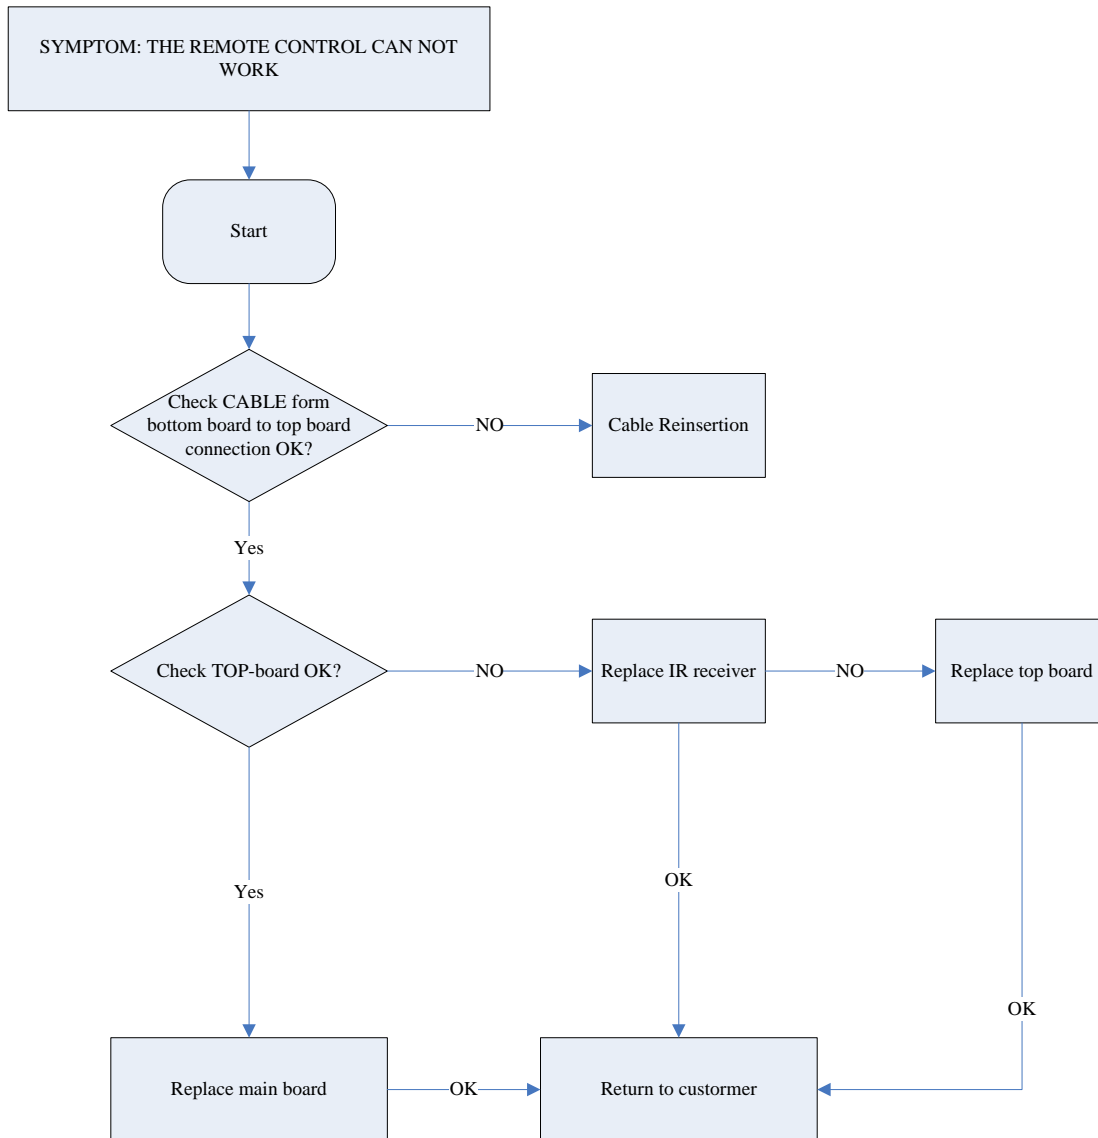 SYMPTOM: THE REMOTE CONTROL CAN NOT
WORK
Start
Check CABLE form
bottom board to top board
connection OK?
NO
Cable Reinsertion
Yes
Check TOP-board OK?
NO
Replace IR receiver
NO
Replace top board
Yes
OK
OK
Replace main board
OK
Return to custormer